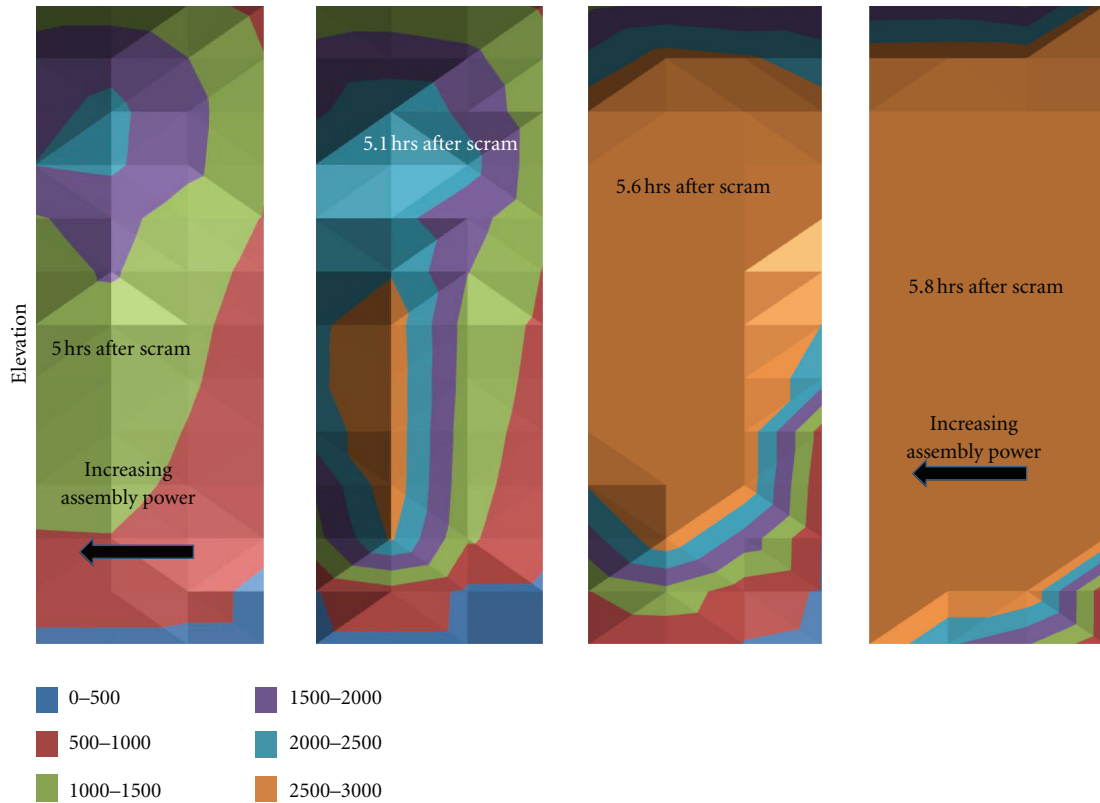 5.1 hrs after scram
5.6 hrs after scram
5.8 hrs after scram
Elevation
5 hrs after scram
Increasing
assembly power
Increasing
assembly power
0–500
1500–2000
500–1000
2000–2500
1000–1500
2500–3000